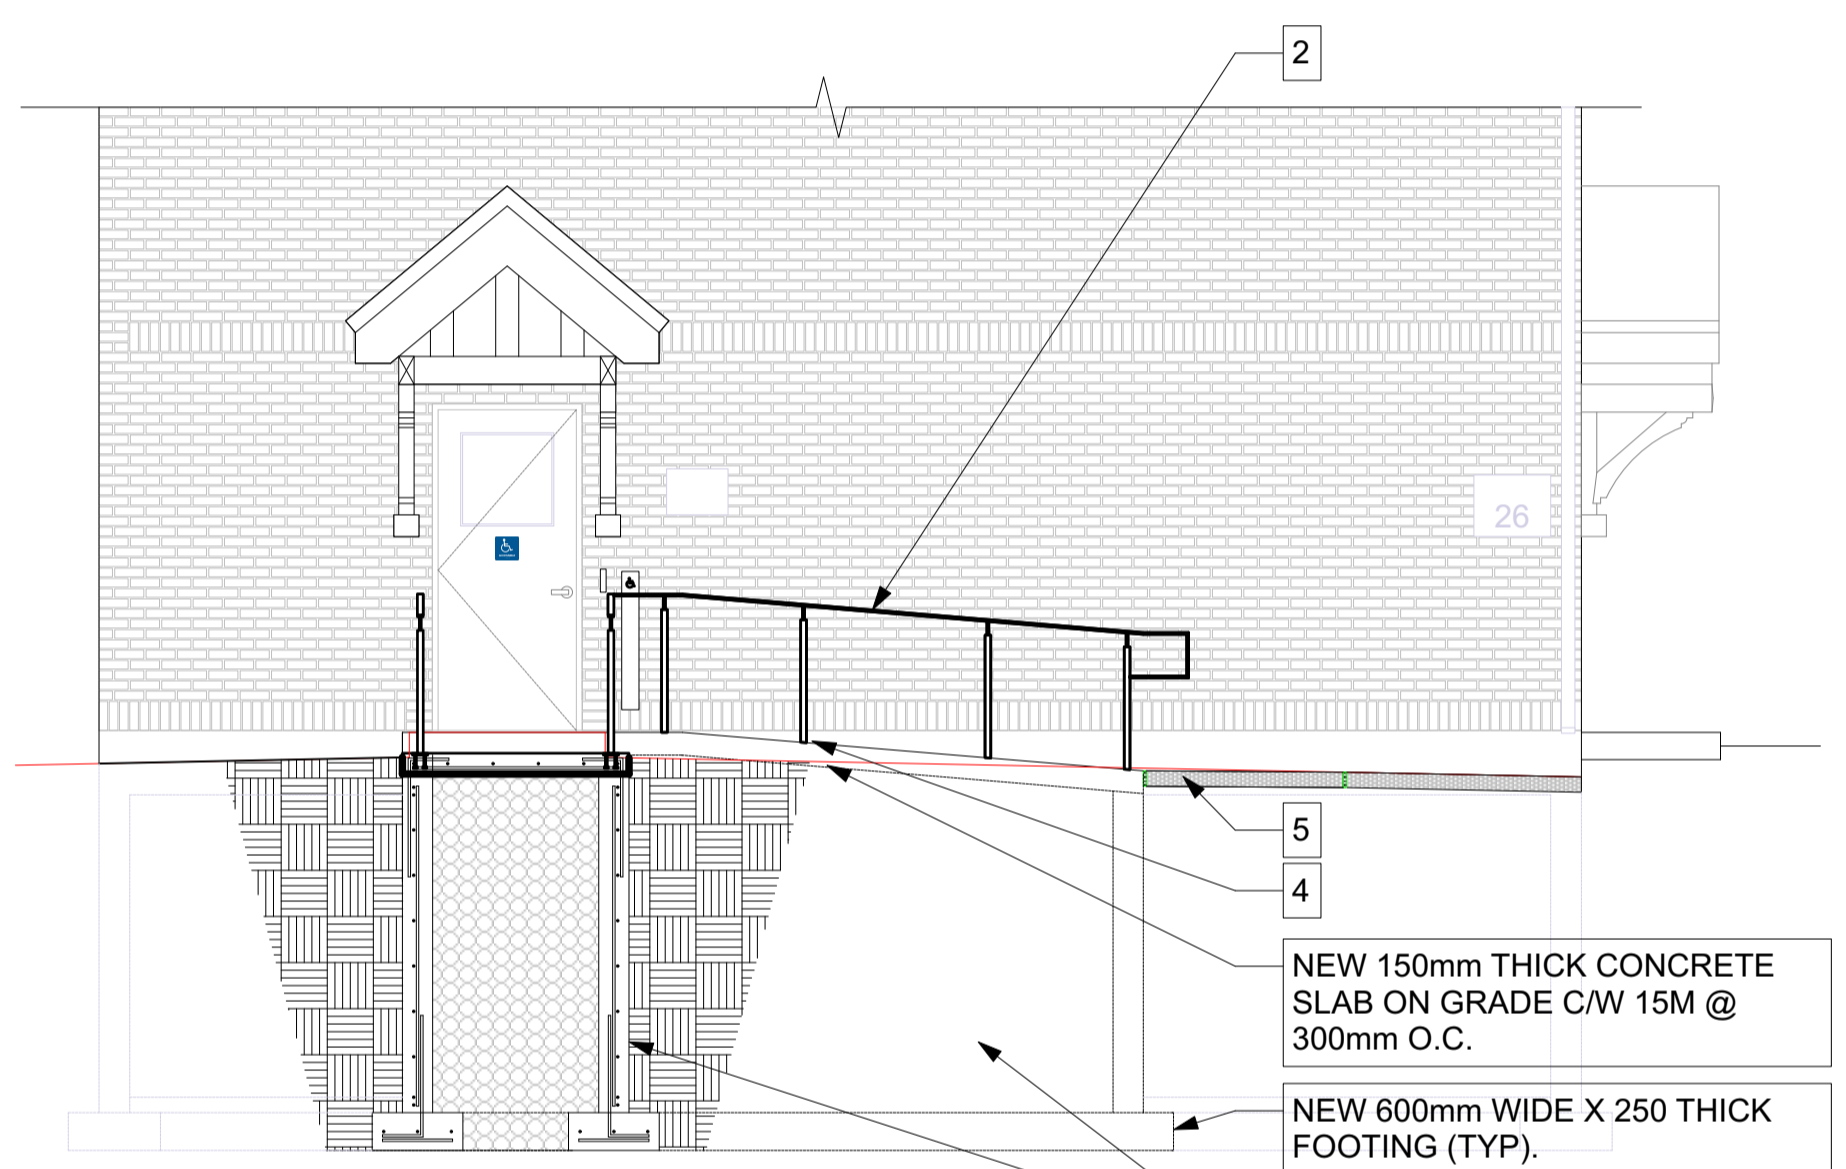 2
26
5
4
NEW 150mm THICK CONCRETE
SLAB ON GRADE C/W 15M @
300mm O.C.
NEW 600mm WIDE X 250 THICK
FOOTING (TYP).